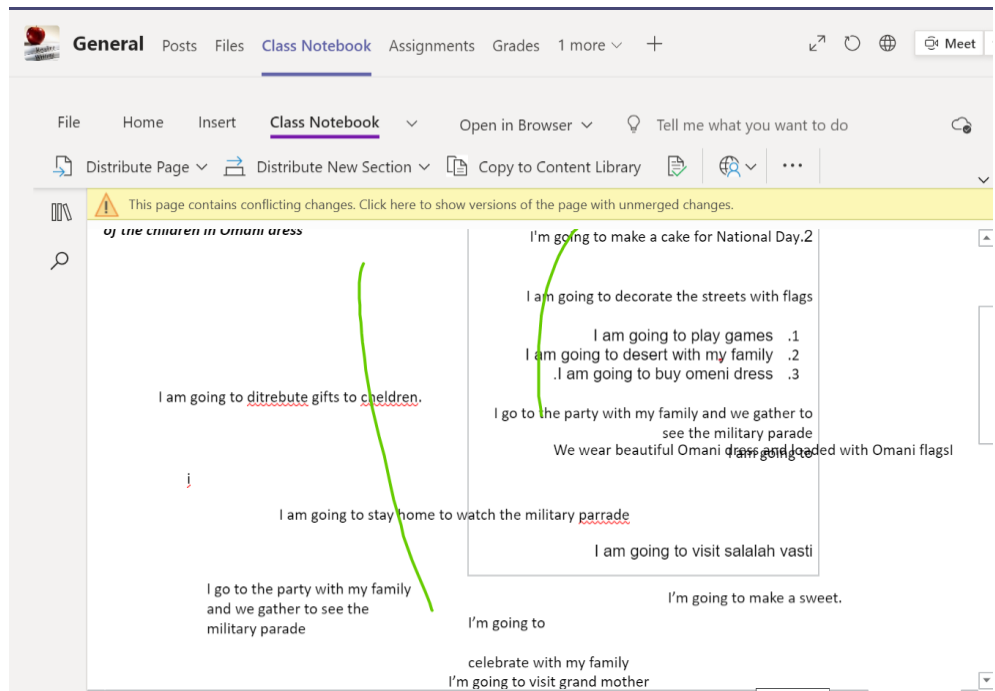 General Posts Files Class Notebook Assignments Grades 1 more Meet
File Home Insert Class Notebook Open in Browser Tell me what you want to do
Distribute Page Distribute New Section Copy to Content Library
This page contains conflicting changes. Click here to show versions of the page with unmerged changes.
of the children in Omani dress
I'm going to make a cake for National Day.2
I am going to decorate the streets with flags
I am going to play games .1
I am going to desert with my family .2
.I am going to buy omeni dress .3
I am going to ditrebute gifts to cheldren.
I go to the party with my family and we gather to
see the military parade
We wear beautiful Omani dress and loaded with Omani flagsI
I am going to
i
I am going to stay home to watch the military parrade
I am going to visit salalah vasti
I go to the party with my family
and we gather to see the
military parade
I'm going to make a sweet.
I'm going to
celebrate with my family
I'm going to visit grand mother